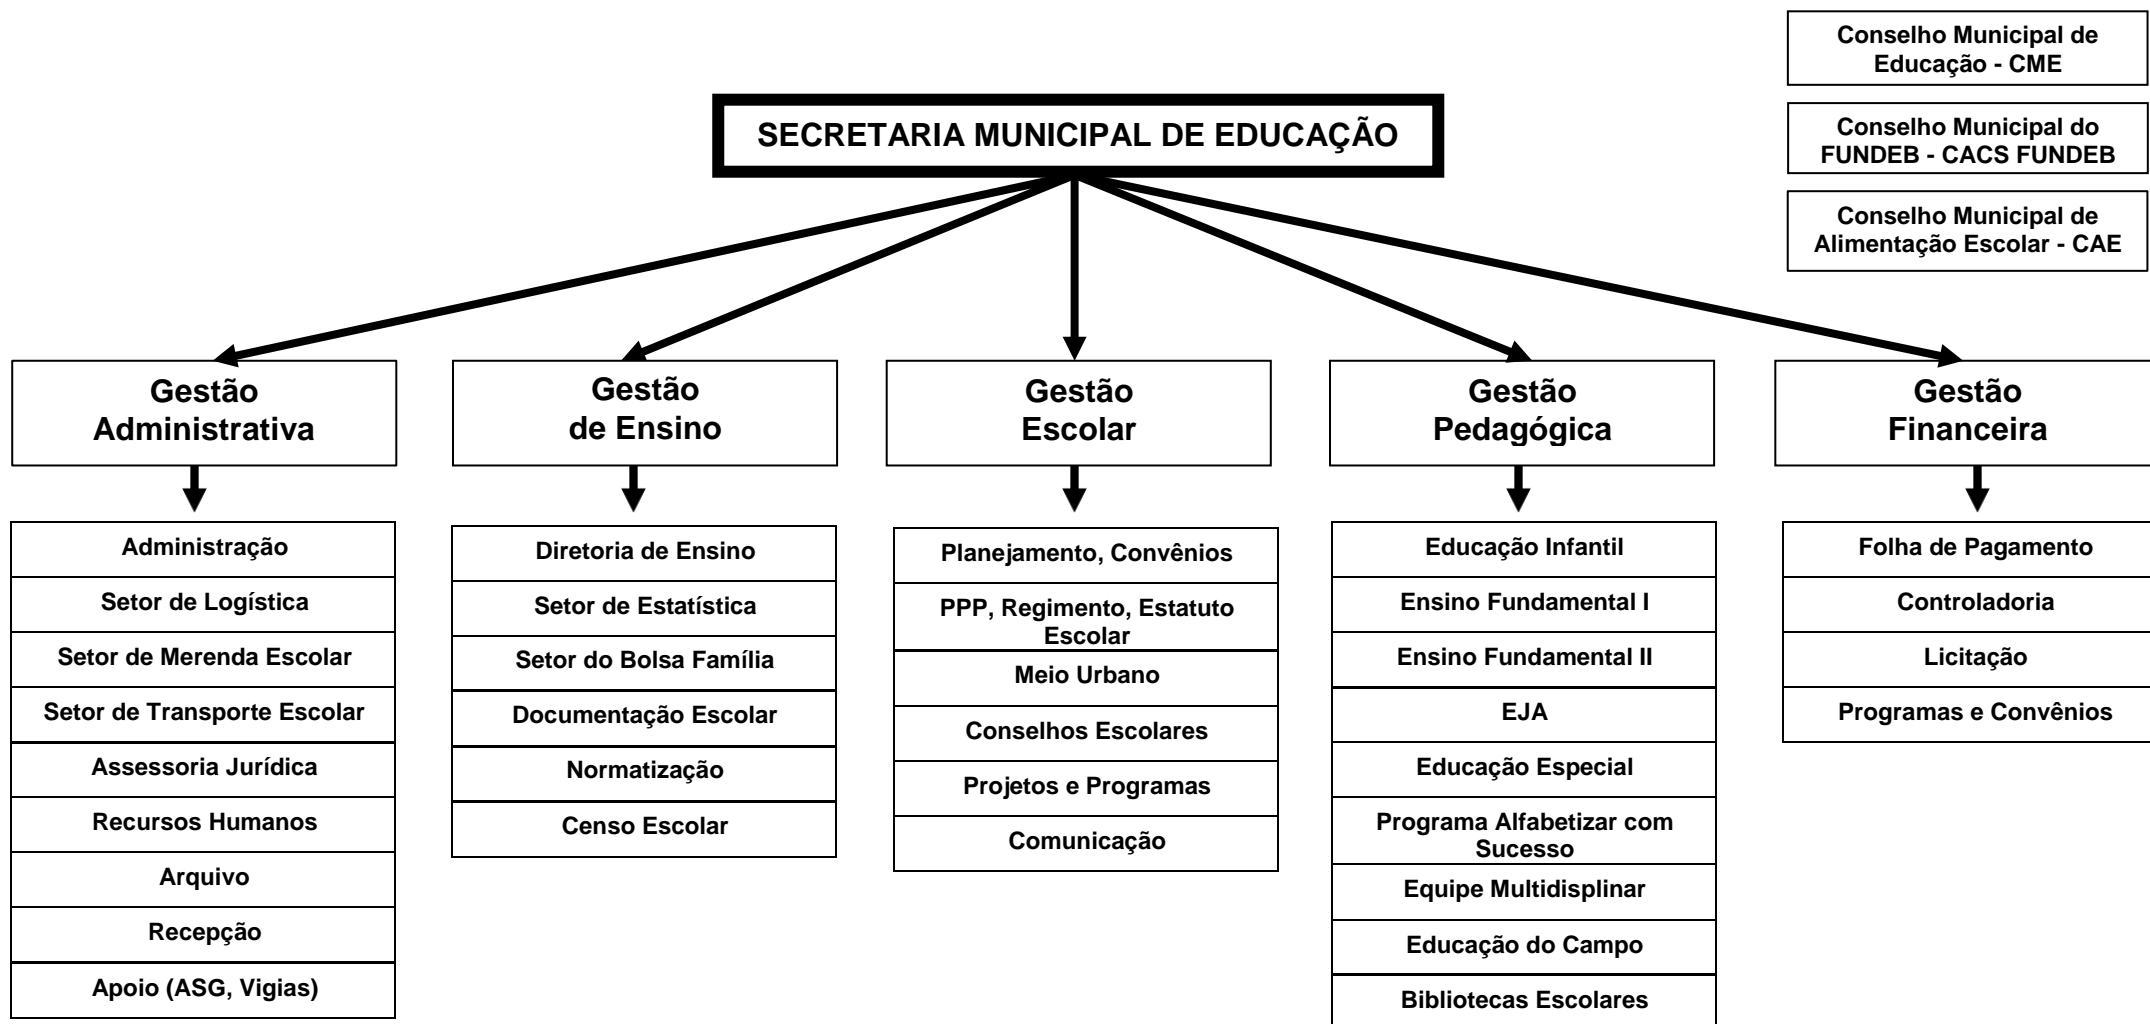 Conselho Municipal de
Educação - CME
SECRETARIA MUNICIPAL DE EDUCAÇÃO
Conselho Municipal do
FUNDEB - CACS FUNDEB
Conselho Municipal de
Alimentação Escolar - CAE
Gestão
Administrativa
Gestão
de Ensino
Gestão
Escolar
Gestão
Pedagógica
Gestão
Financeira
Administração
Setor de Logística
Setor de Merenda Escolar
Setor de Transporte Escolar
Assessoria Jurídica
Recursos Humanos
Arquivo
Recepção
Apoio (ASG, Vigias)
Diretoria de Ensino
Setor de Estatística
Setor do Bolsa Família
Documentação Escolar
Normatização
Censo Escolar
Planejamento, Convênios
PPP, Regimento, Estatuto
Escolar
Meio Urbano
Conselhos Escolares
Projetos e Programas
Comunicação
Educação Infantil
Ensino Fundamental I
Ensino Fundamental II
EJA
Educação Especial
Programa Alfabetizar com
Sucesso
Equipe Multidisplinar
Educação do Campo
Bibliotecas Escolares
Folha de Pagamento
Controladoria
Licitação
Programas e Convênios